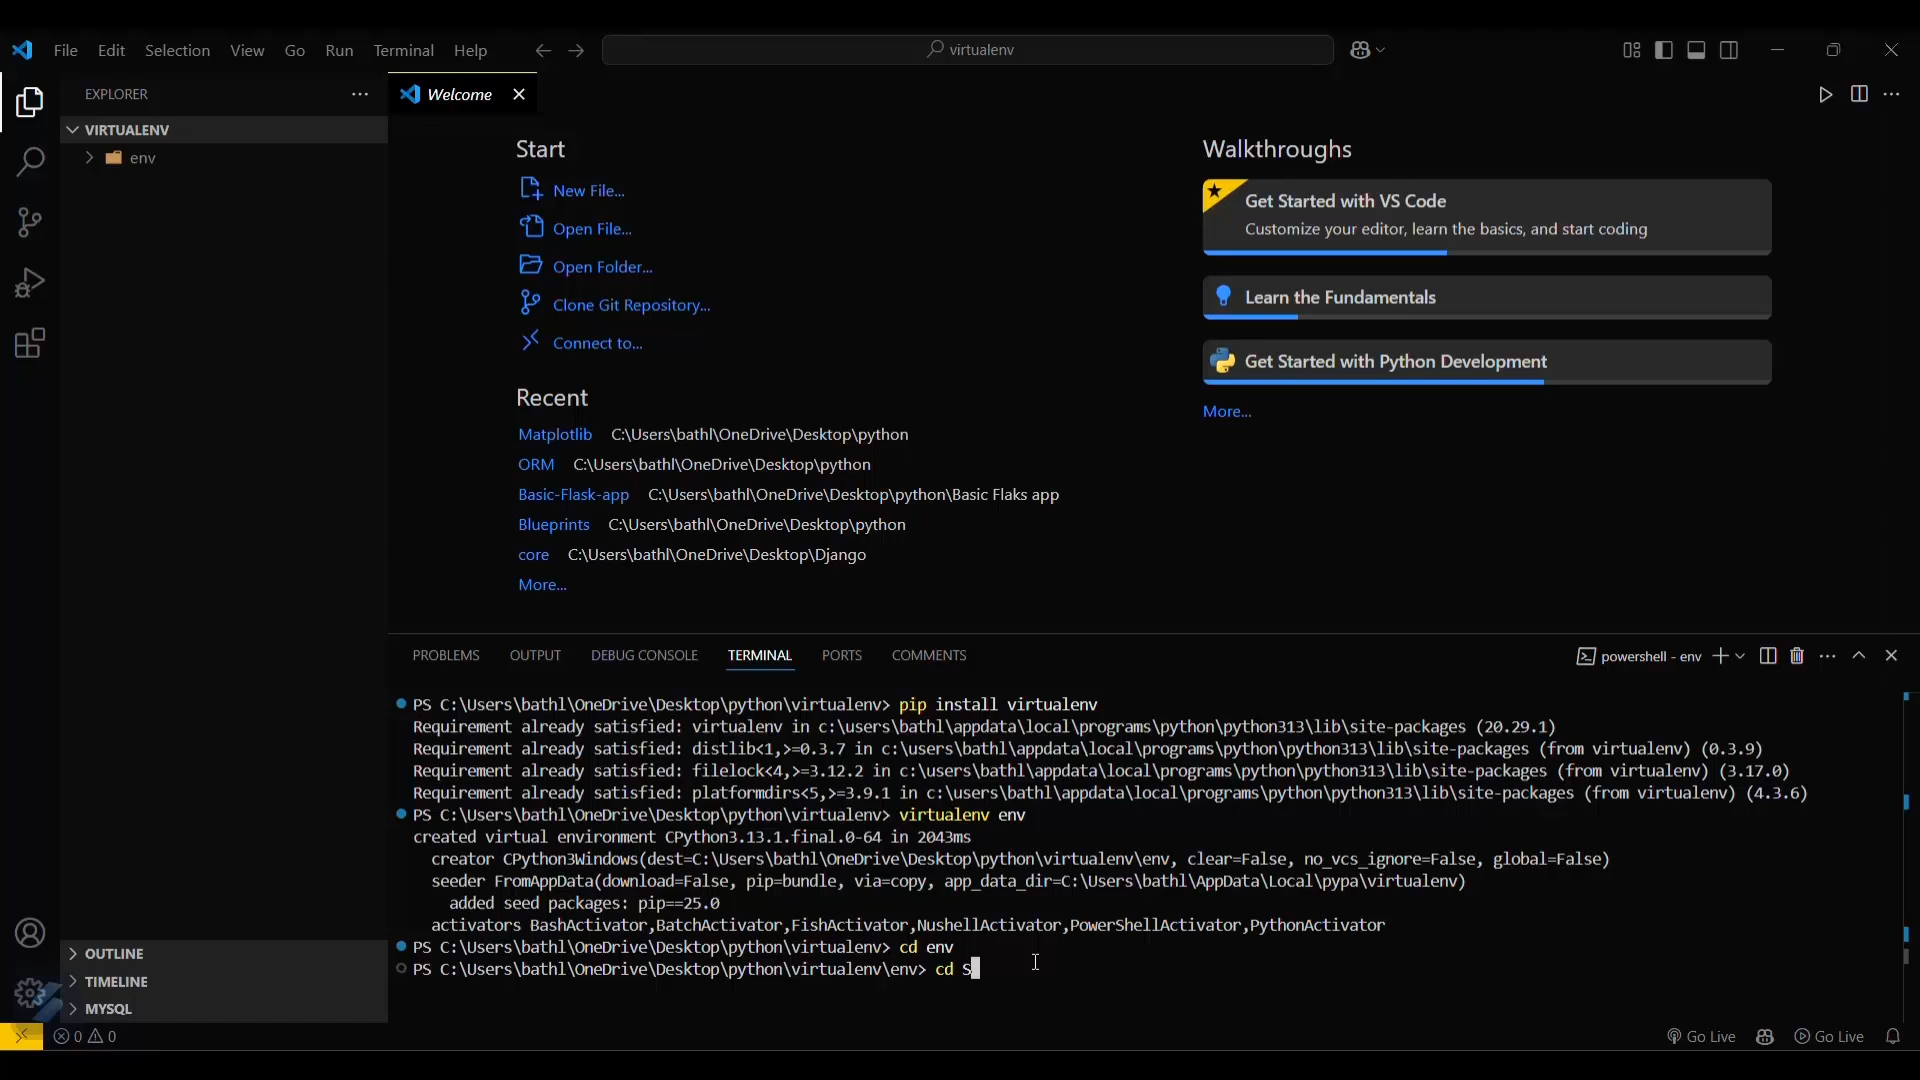 File Edit Selection View Go Run Terminal Help
virtualenv
EXPLORER
VIRTUALENV
env
Welcome
Start
New File...
Open File...
Open Folder...
Clone Git Repository...
Connect to...
Recent
Matplotlib C:\Users\bathl\OneDrive\Desktop\python
ORM C:\Users\bathl\OneDrive\Desktop\python
Basic-Flask-app C:\Users\bathl\OneDrive\Desktop\python\Basic Flaks app
Blueprints C:\Users\bathl\OneDrive\Desktop\python
core C:\Users\bathl\OneDrive\Desktop\Django
More...
Walkthroughs
Get Started with VS Code
Customize your editor, learn the basics, and start coding
Learn the Fundamentals
Get Started with Python Development
More...
PROBLEMS OUTPUT DEBUG CONSOLE TERMINAL PORTS COMMENTS
powershell - env
PS C:\Users\bathl\OneDrive\Desktop\python\virtualenv> pip install virtualenv
Requirement already satisfied: virtualenv in c:\users\bathl\appdata\local\programs\python\python313\lib\site-packages (20.29.1)
Requirement already satisfied: distlib<1,>=0.3.7 in c:\users\bathl\appdata\local\programs\python\python313\lib\site-packages (from virtualenv) (0.3.9)
Requirement already satisfied: filelock<4,>=3.12.2 in c:\users\bathl\appdata\local\programs\python\python313\lib\site-packages (from virtualenv) (3.17.0)
Requirement already satisfied: platformdirs<5,>=3.9.1 in c:\users\bathl\appdata\local\programs\python\python313\lib\site-packages (from virtualenv) (4.3.6)
PS C:\Users\bathl\OneDrive\Desktop\python\virtualenv> virtualenv env
created virtual environment CPython3.13.1.final.0-64 in 2043ms
creator CPython3Windows(dest=C:\Users\bathl\OneDrive\Desktop\python\virtualenv\env, clear=False, no_vcs_ignore=False, global=False)
seeder FromAppData(download=False, pip=bundle, via=copy, app_data_dir=C:\Users\bathl\AppData\Local\pypa\virtualenv)
added seed packages: pip==25.0
activators BashActivator,BatchActivator,FishActivator,NushellActivator,PowerShellActivator,PythonActivator
PS C:\Users\bathl\OneDrive\Desktop\python\virtualenv> cd env
PS C:\Users\bathl\OneDrive\Desktop\python\virtualenv\env> cd S
OUTLINE
TIMELINE
MYSQL
0 0
Go Live
Go Live